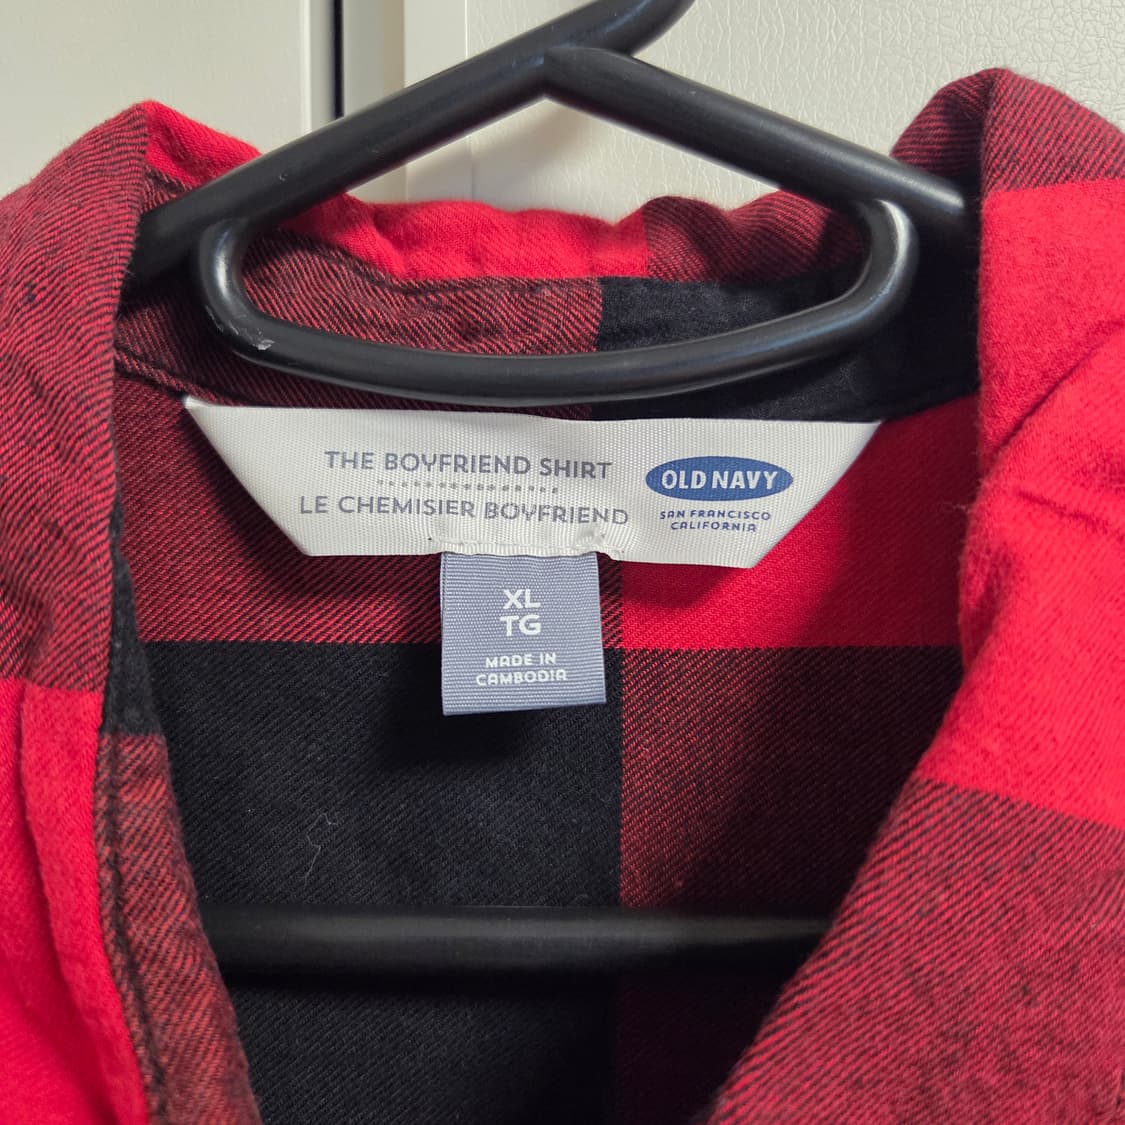 THE BOYFRIEND SHIRT
LE CHEMISIER BOYFRIEND
OLD NAVY
SAN FRANCISCO
CALIFORNIA
XL
TG
MADE IN
CAMBODIA